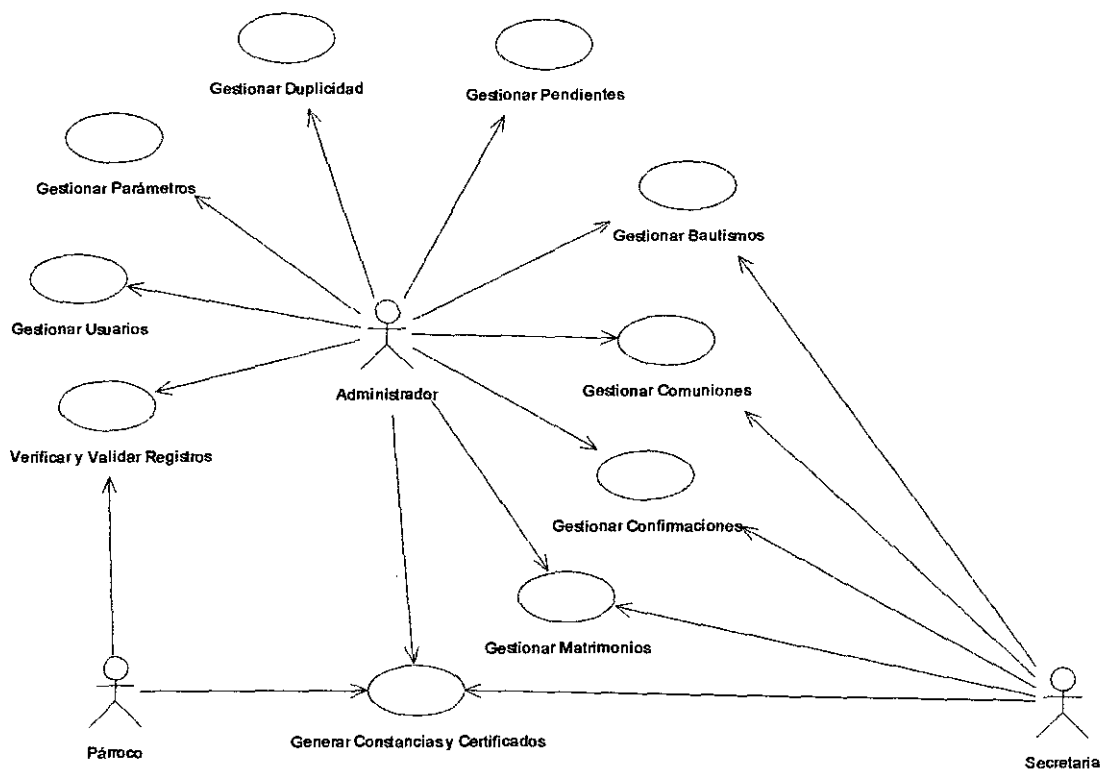 Gestionar Duplicidad
Gestionar Pendientes
Gestionar Parámetros
Gestionar Bautismos
Gestionar Usuarios
Gestionar Comuniones
Administrador
Verificar y Validar Registros
Gestionar Confirmaciones
Gestionar Matrimonios
Generar Constancias y Certificados
Párroco
Secretaria